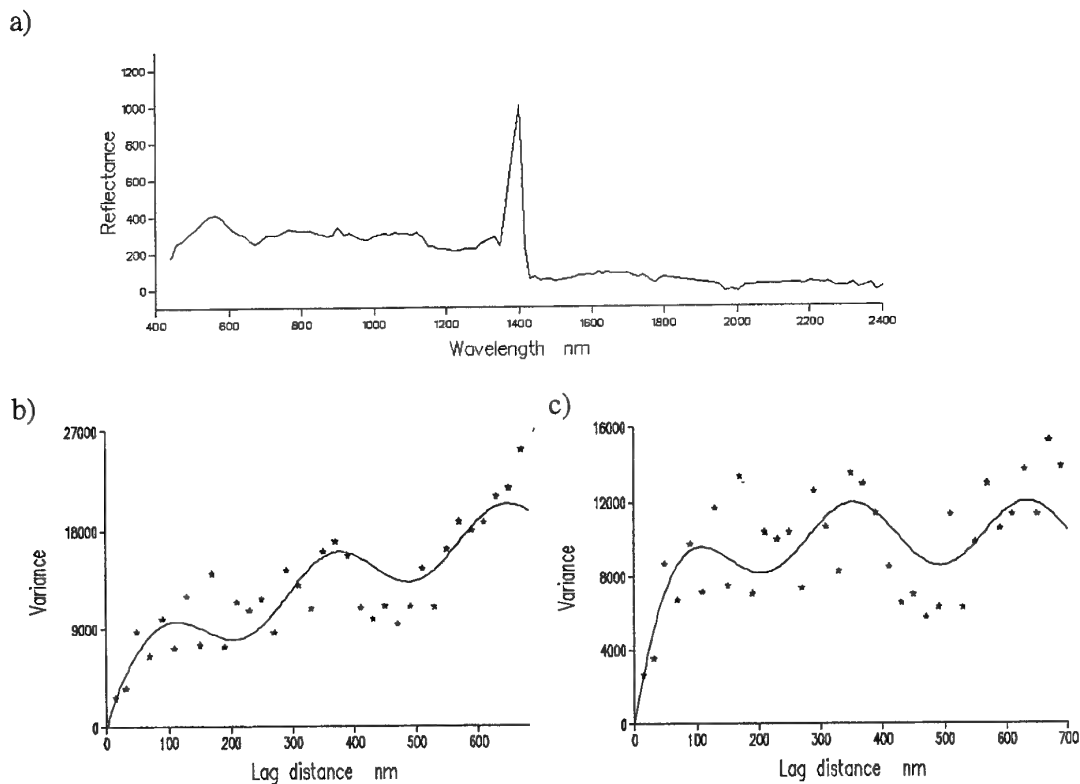 a)
1200
1000
800
600
400
200
0
Reflectance
400 600 800 1000 1200 1400 1600 1800 2000 2200 2400
Wavelength nm
b)
27000
18000
9000
0
Variance
0 100 200 300 400 500 600
Lag distance nm
c)
16000
12000
8000
4000
0
Variance
0 100 200 300 400 500 600 700
Lag distance nm